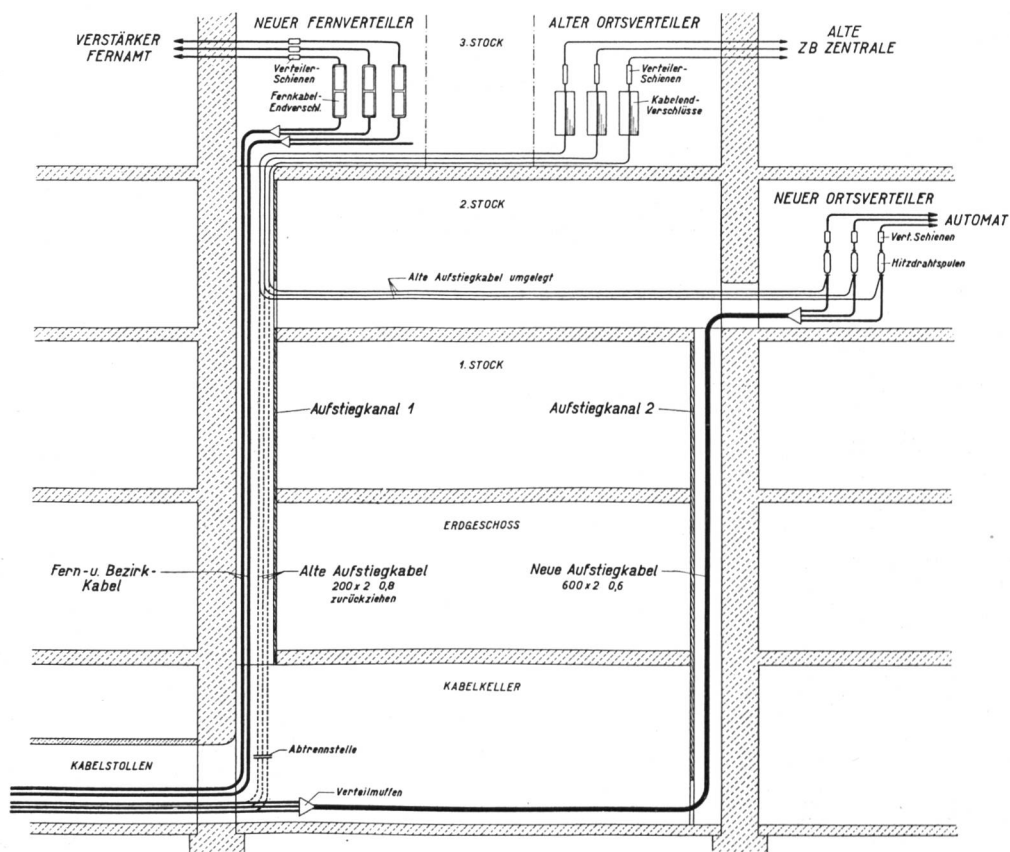 NEUER FERNVERTEILER
ALTER ORTSVERTEILER
ALTE
ZB ZENTRALE
VERSTÄRKER
FERNAMT
3. STOCK
Verteiler-
Schienen
Fernkabel-
Endverschl.
Verteiler-
Schienen
Kabelend-
Verschlüsse
2. STOCK
NEUER ORTSVERTEILER
AUTOMAT
Vert. Schienen
Hitzdrahtspulen
Alte Aufstiegkabel umgelegt
1. STOCK
Aufstiegkanal 1
Aufstiegkanal 2
ERDGESCHOSS
Fern- u. Bezirk-
Kabel
Alte Aufstiegkabel
200 x 2 0,8
zurückziehen
Neue Aufstiegkabel
600 x 2 0,6
KABELKELLER
Abtrennstelle
KABELSTOLLEN
Verteilmuffen